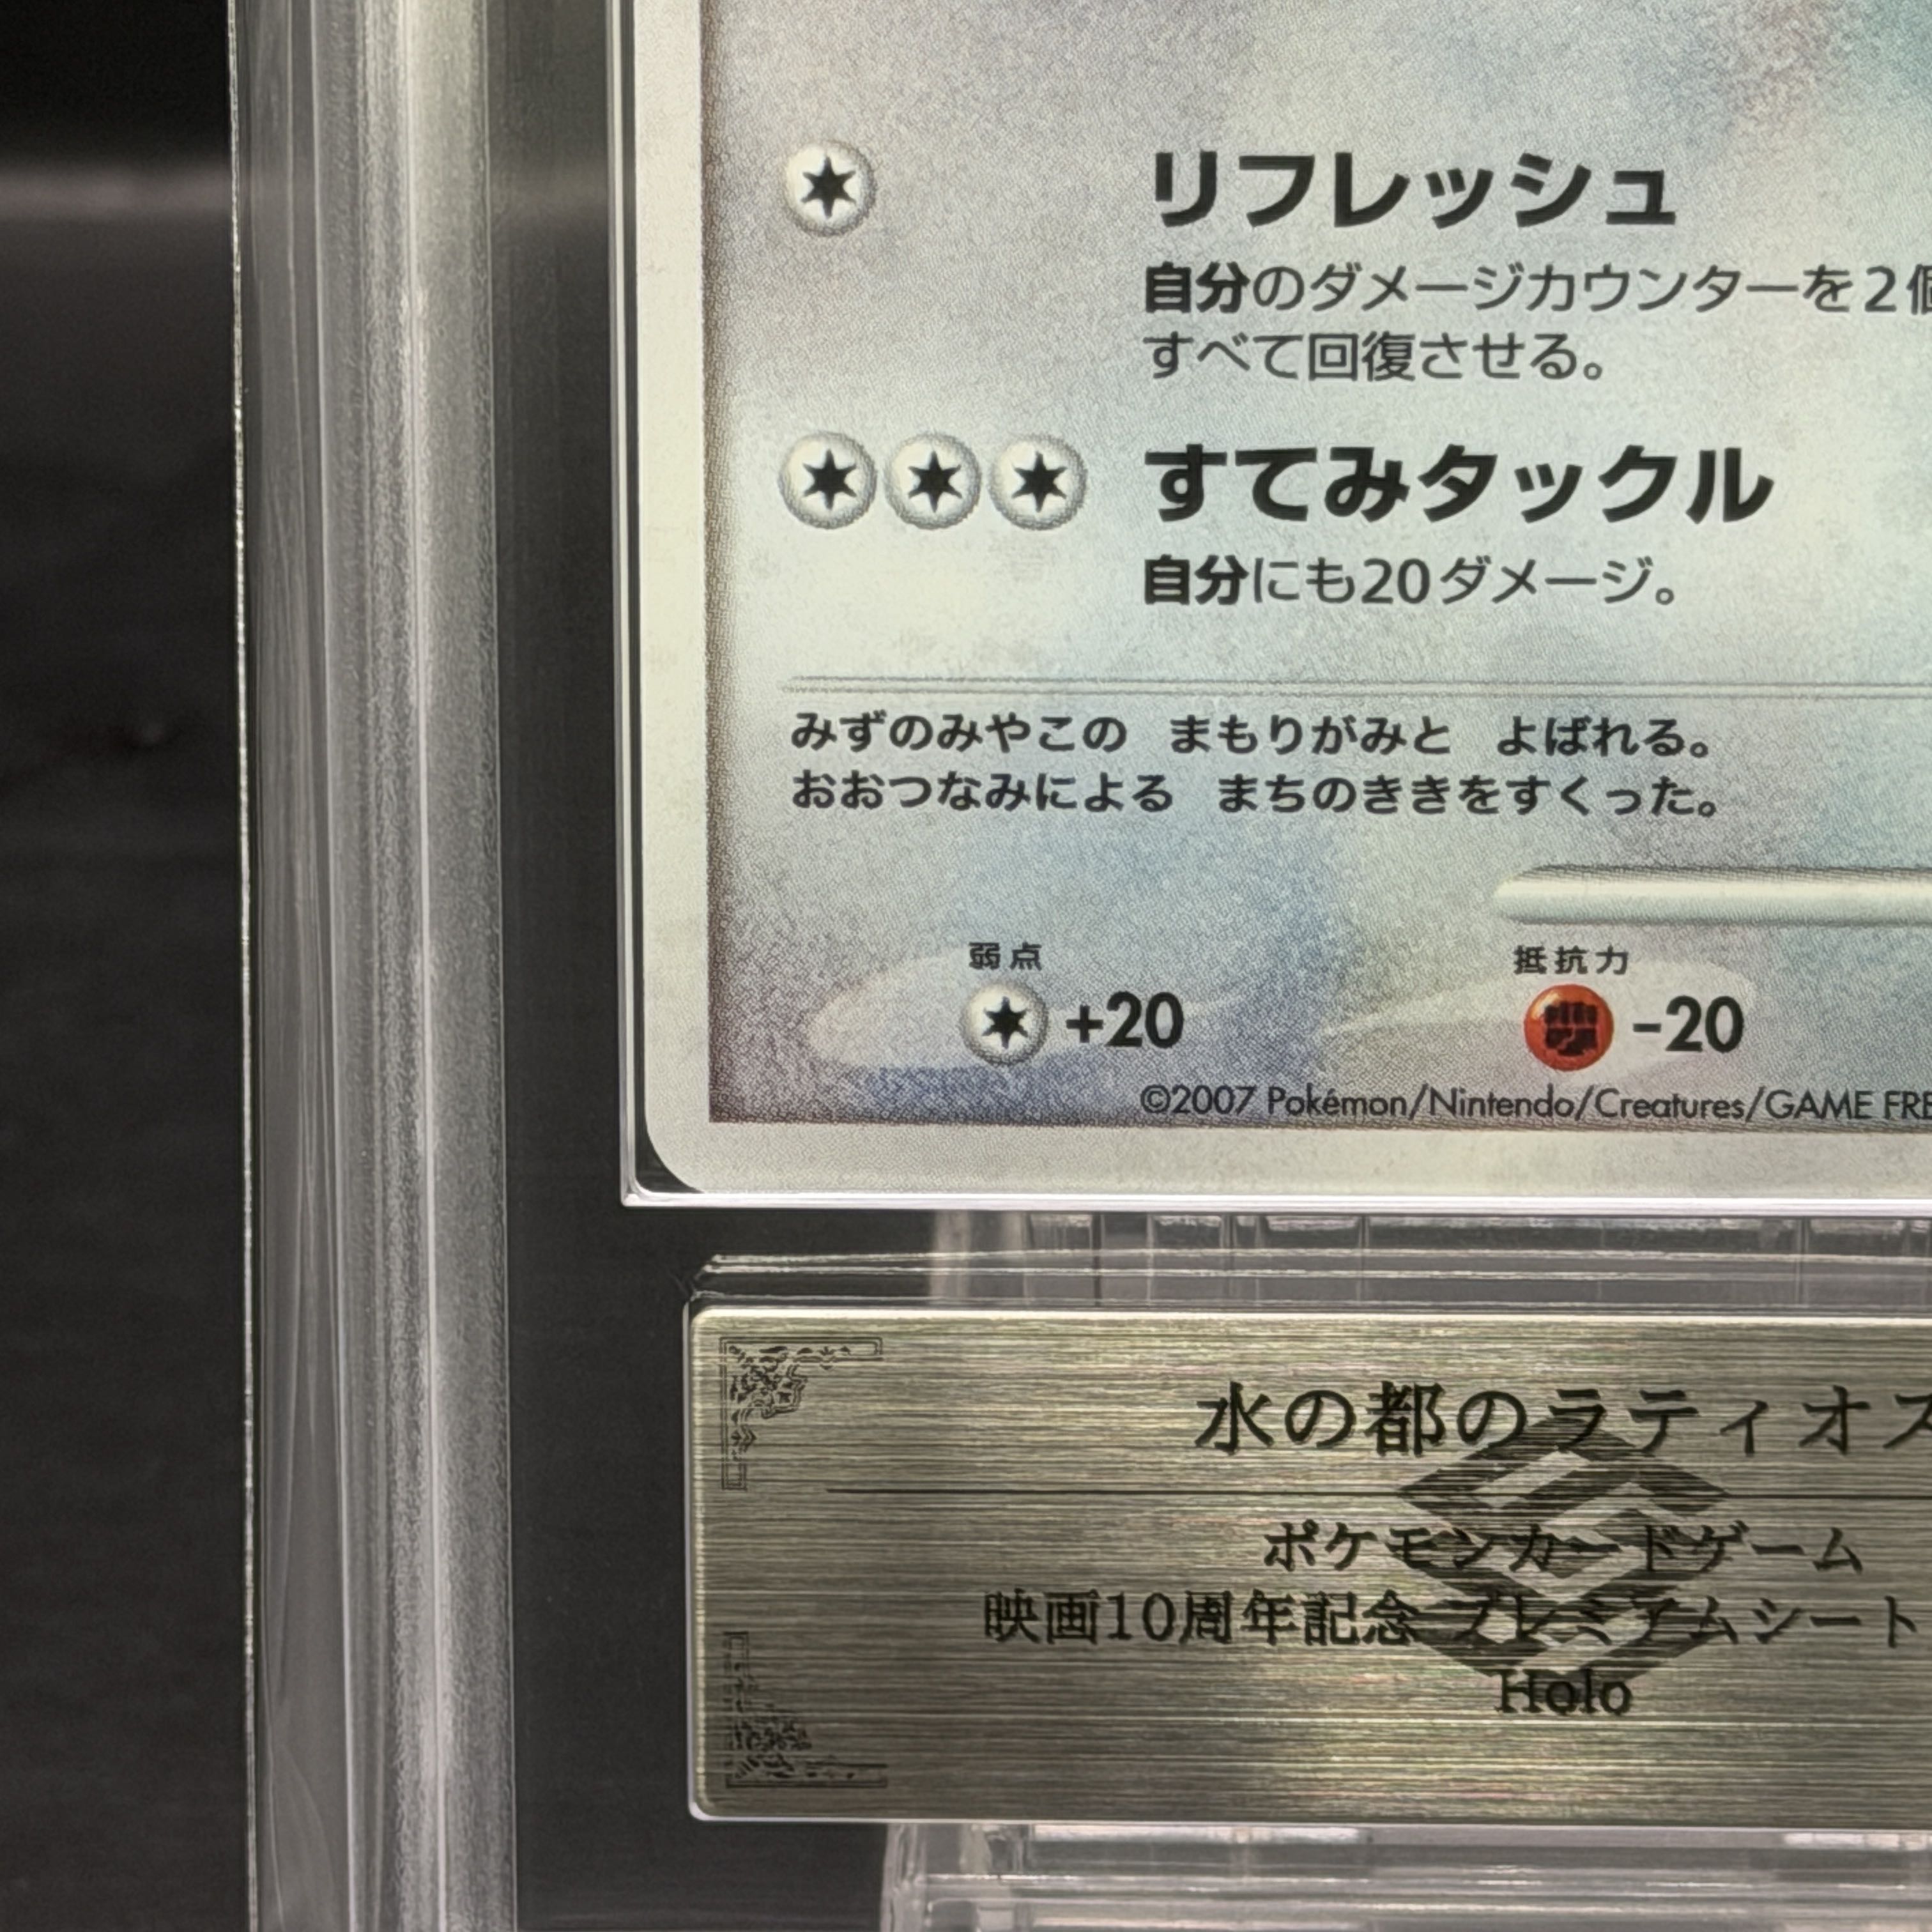 リフレッシュ
自分のダメージカウンターを2個
すべて回復させる。
すてみタックル
自分にも20ダメージ。
みずのみやこの まもりがみと よばれる。
おおつなみによる まちのききをすくった。
弱点 抵抗力
+20 -20
©2007 Pokémon/Nintendo/Creatures/GAME FRE
水の都のラティオス
ポケモンカードゲーム
映画10周年記念 プレミアムシート
Holo